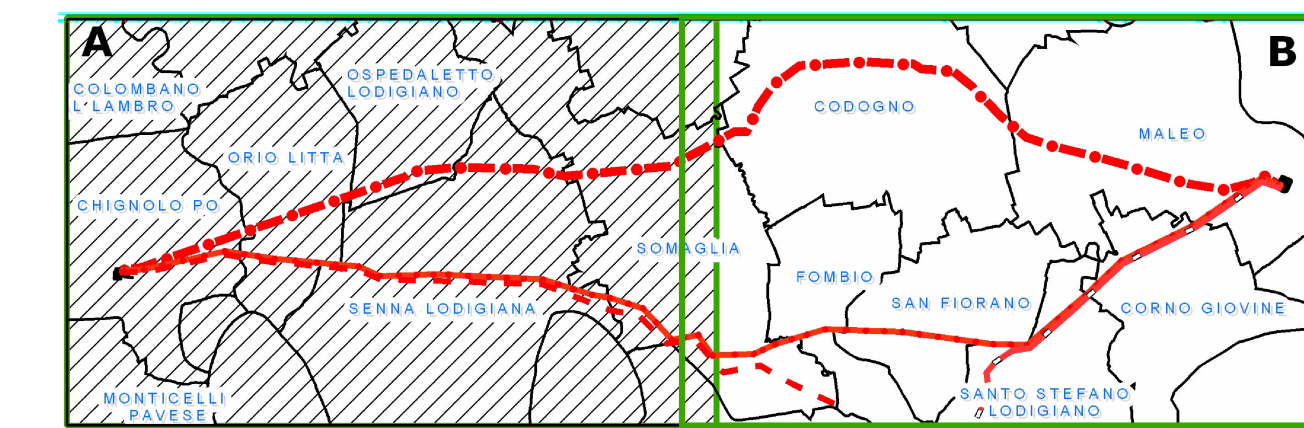 A
B
COLOMBANO
L'LAMBRO
OSPEDALETTO
LODIGIANO
CODOGNO
MALEO
ORIO LITTA
CHIGNOLO PO
SOMAGLIA
FOMBIO
SAN FIORANO
SENNA LODIGIANA
CORNO GIOVINE
MONTICELLI
PAVESE
SANTO STEFANO
LODIGIANO